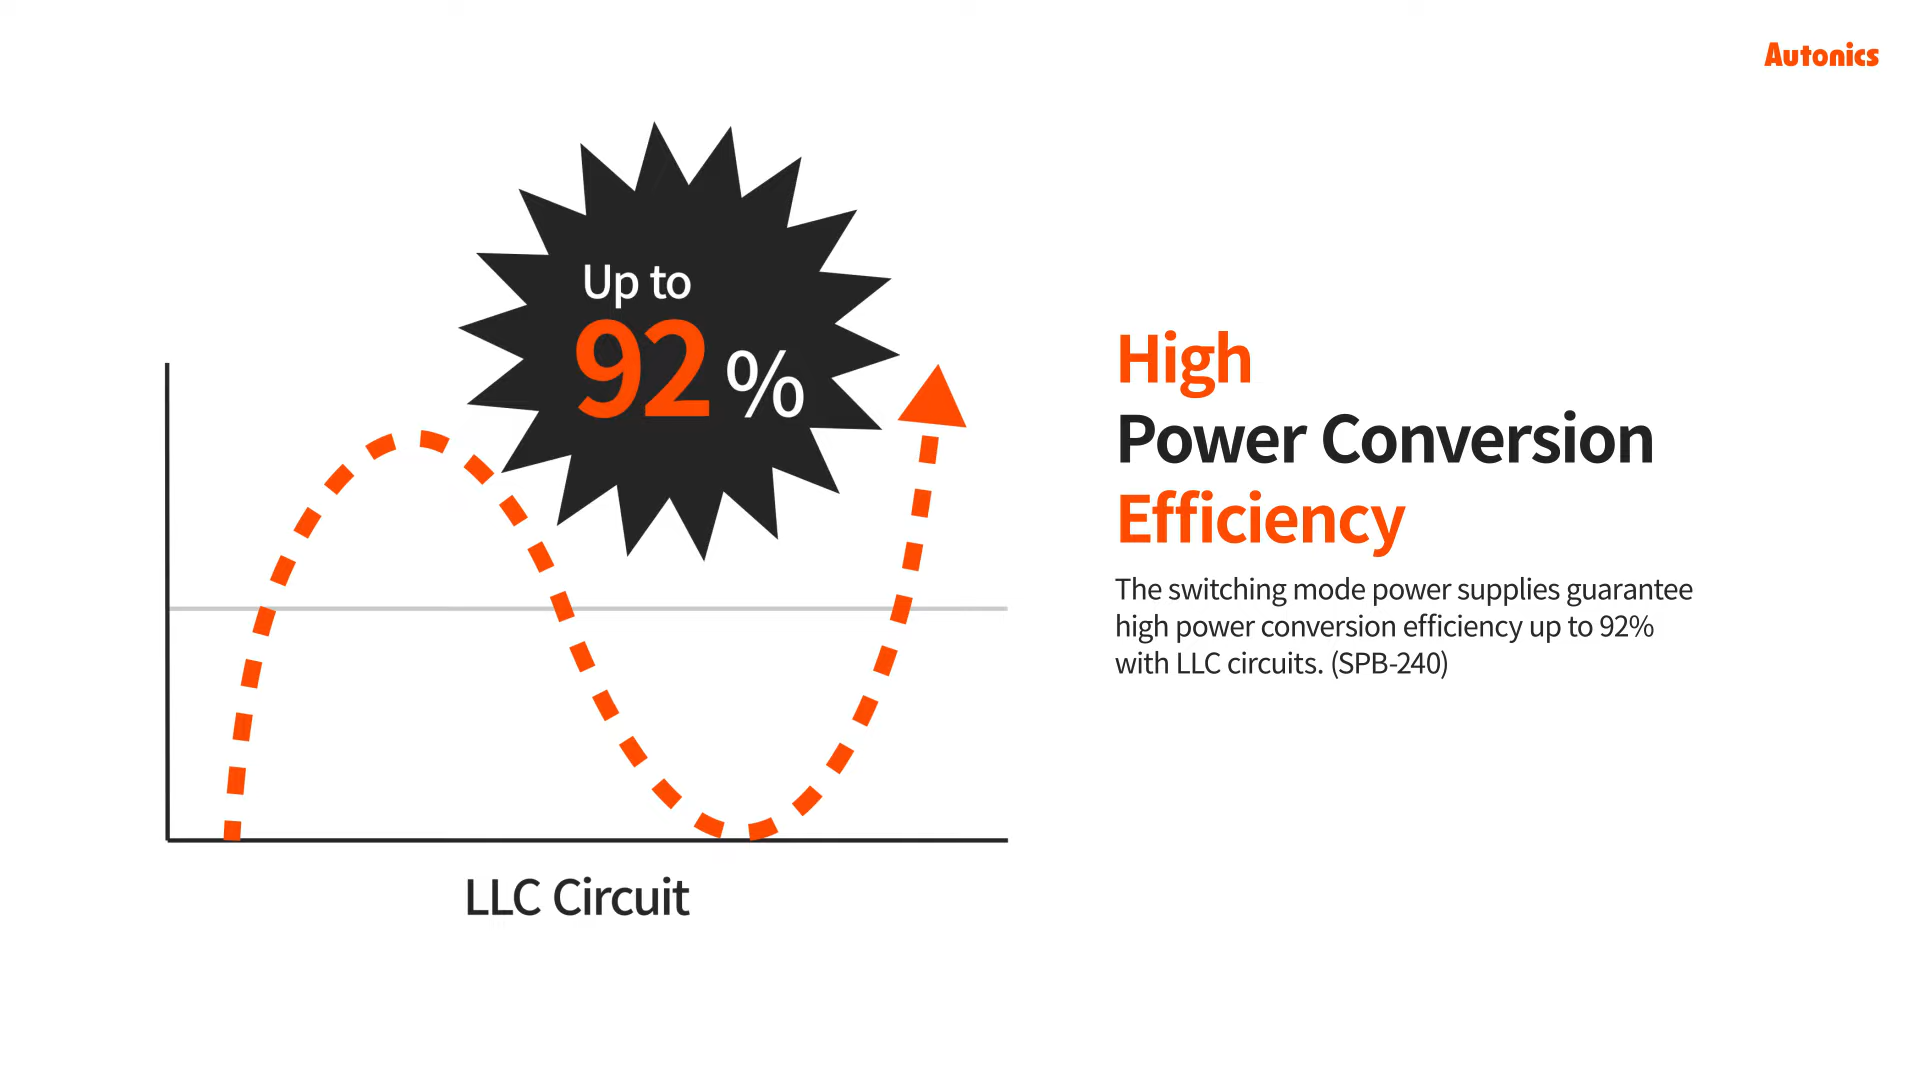 Autonics
Up to
92 %
High
Power Conversion
Efficiency
The switching mode power supplies guarantee
high power conversion efficiency up to 92%
with LLC circuits. (SPB-240)
LLC Circuit